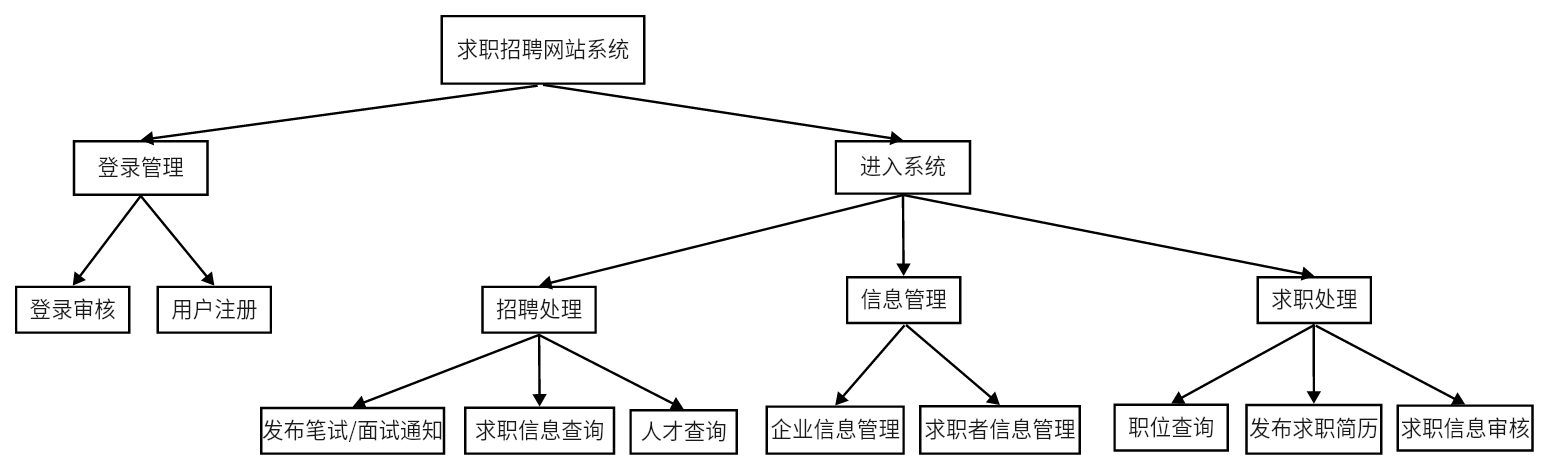 求职招聘网站系统
登录管理
进入系统
登录审核
用户注册
招聘处理
信息管理
求职处理
发布笔试/面试通知
求职信息查询
人才查询
企业信息管理
求职者信息管理
职位查询
发布求职简历
求职信息审核